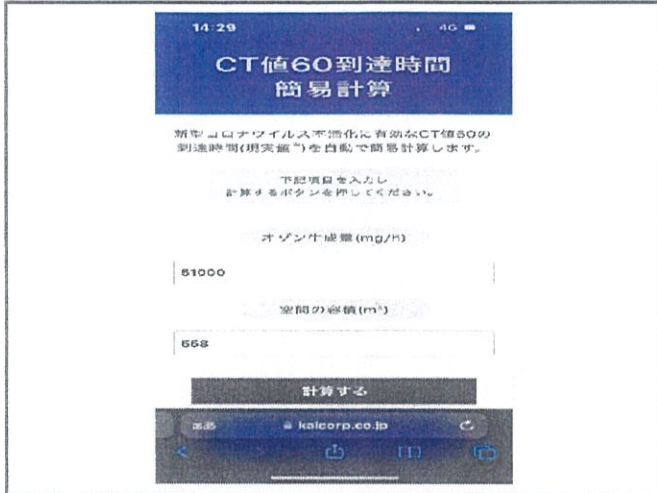 14:29
4G
CT値60到達時間
簡易計算
新型コロナウイルス不活化に有効なCT値60の
到達時間(現実値*)を自動で簡易計算します。
下記項目を入力し
計算するボタンを押してください。
オゾン生成量(mg/h)
51000
空間の容積(m³)
558
計算する
ああ
kaicorp.co.jp